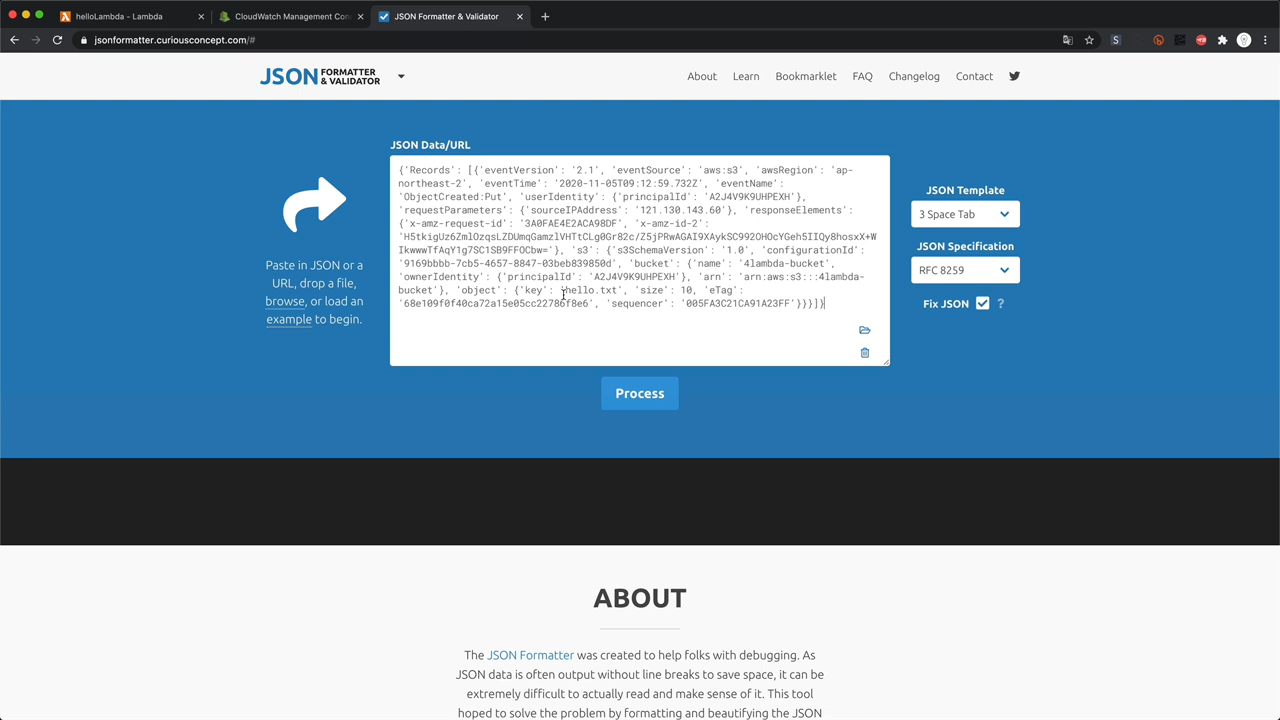 helloLambda - Lambda
CloudWatch Management Con
JSON Formatter & Validator
jsonformatter.curiousconcept.com/#
JSON FORMATTER & VALIDATOR
About Learn Bookmarklet FAQ Changelog Contact
JSON Data/URL
{'Records': [{'eventVersion': '2.1', 'eventSource': 'aws:s3', 'awsRegion': 'ap-
northeast-2', 'eventTime': '2020-11-05T09:12:59.732Z', 'eventName':
'ObjectCreated:Put', 'userIdentity': {'principalId': 'A2J4V9K9UHPEXH'},
'requestParameters': {'sourceIPAddress': '121.130.143.60'}, 'responseElements':
{'x-amz-request-id': '3A0FAE4E2ACA98DF', 'x-amz-id-2':
'H5tkigUz6ZmlOzqsLZDUmqGamzlVHTtCLg0Gr82c/Z5jPRwAGAI9XAykSC992OHOcYGeh5IIQy8hosxX+W
IkwwwTfAqY1g7SC1SB9FFOCbw='}, 's3': {'s3SchemaVersion': '1.0', 'configurationId':
'9169bbbb-7cb5-4657-8847-03beb839850d', 'bucket': {'name': '4lambda-bucket',
'ownerIdentity': {'principalId': 'A2J4V9K9UHPEXH'}, 'arn': 'arn:aws:s3:::4lambda-
bucket'}, 'object': {'key': 'hello.txt', 'size': 10, 'eTag':
'68e109f0f40ca72a15e05cc22786f8e6', 'sequencer': '005FA3C21CA91A23FF'}}}]}
Paste in JSON or a
URL, drop a file,
browse, or load an
example to begin.
JSON Template
3 Space Tab
JSON Specification
RFC 8259
Fix JSON ?
Process
ABOUT
The JSON Formatter was created to help folks with debugging. As
JSON data is often output without line breaks to save space, it can be
extremely difficult to actually read and make sense of it. This tool
hoped to solve the problem by formatting and beautifying the JSON